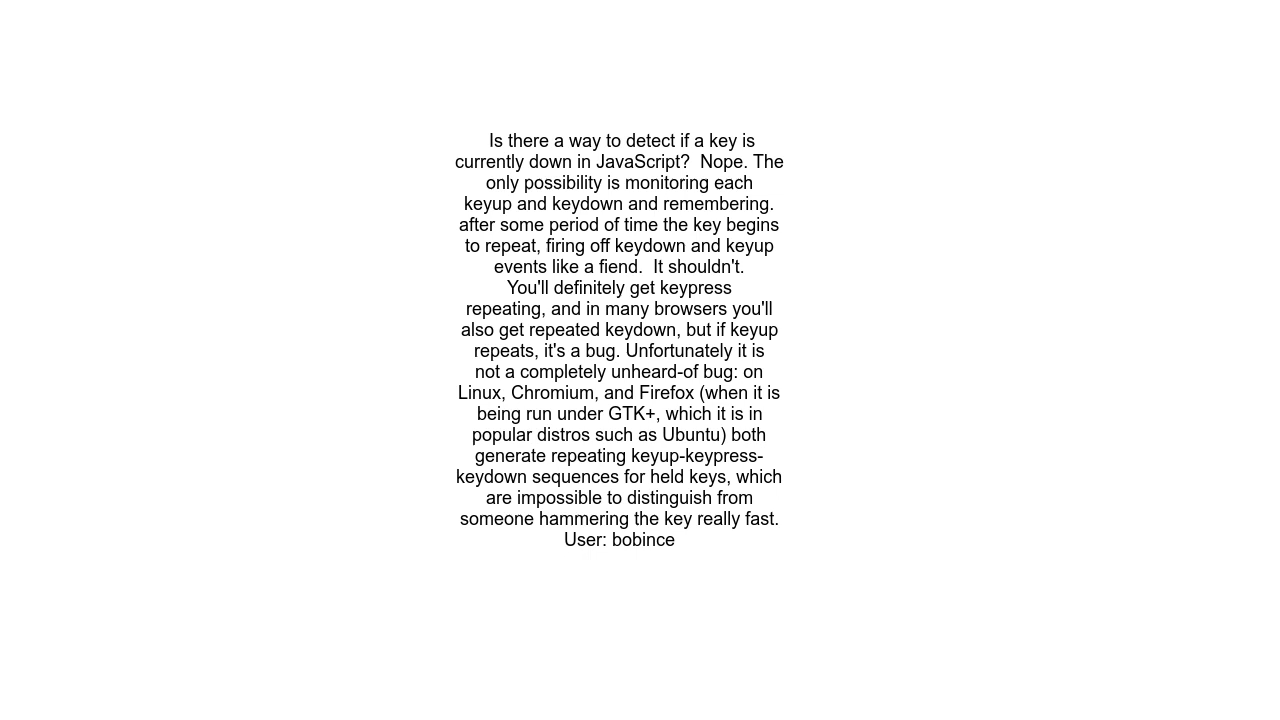 Is there a way to detect if a key is
currently down in JavaScript?  Nope. The
only possibility is monitoring each
keyup and keydown and remembering.
after some period of time the key begins
to repeat, firing off keydown and keyup
events like a fiend.  It shouldn't.
You'll definitely get keypress
repeating, and in many browsers you'll
also get repeated keydown, but if keyup
repeats, it's a bug. Unfortunately it is
not a completely unheard-of bug: on
Linux, Chromium, and Firefox (when it is
being run under GTK+, which it is in
popular distros such as Ubuntu) both
generate repeating keyup-keypress-
keydown sequences for held keys, which
are impossible to distinguish from
someone hammering the key really fast.
User: bobince